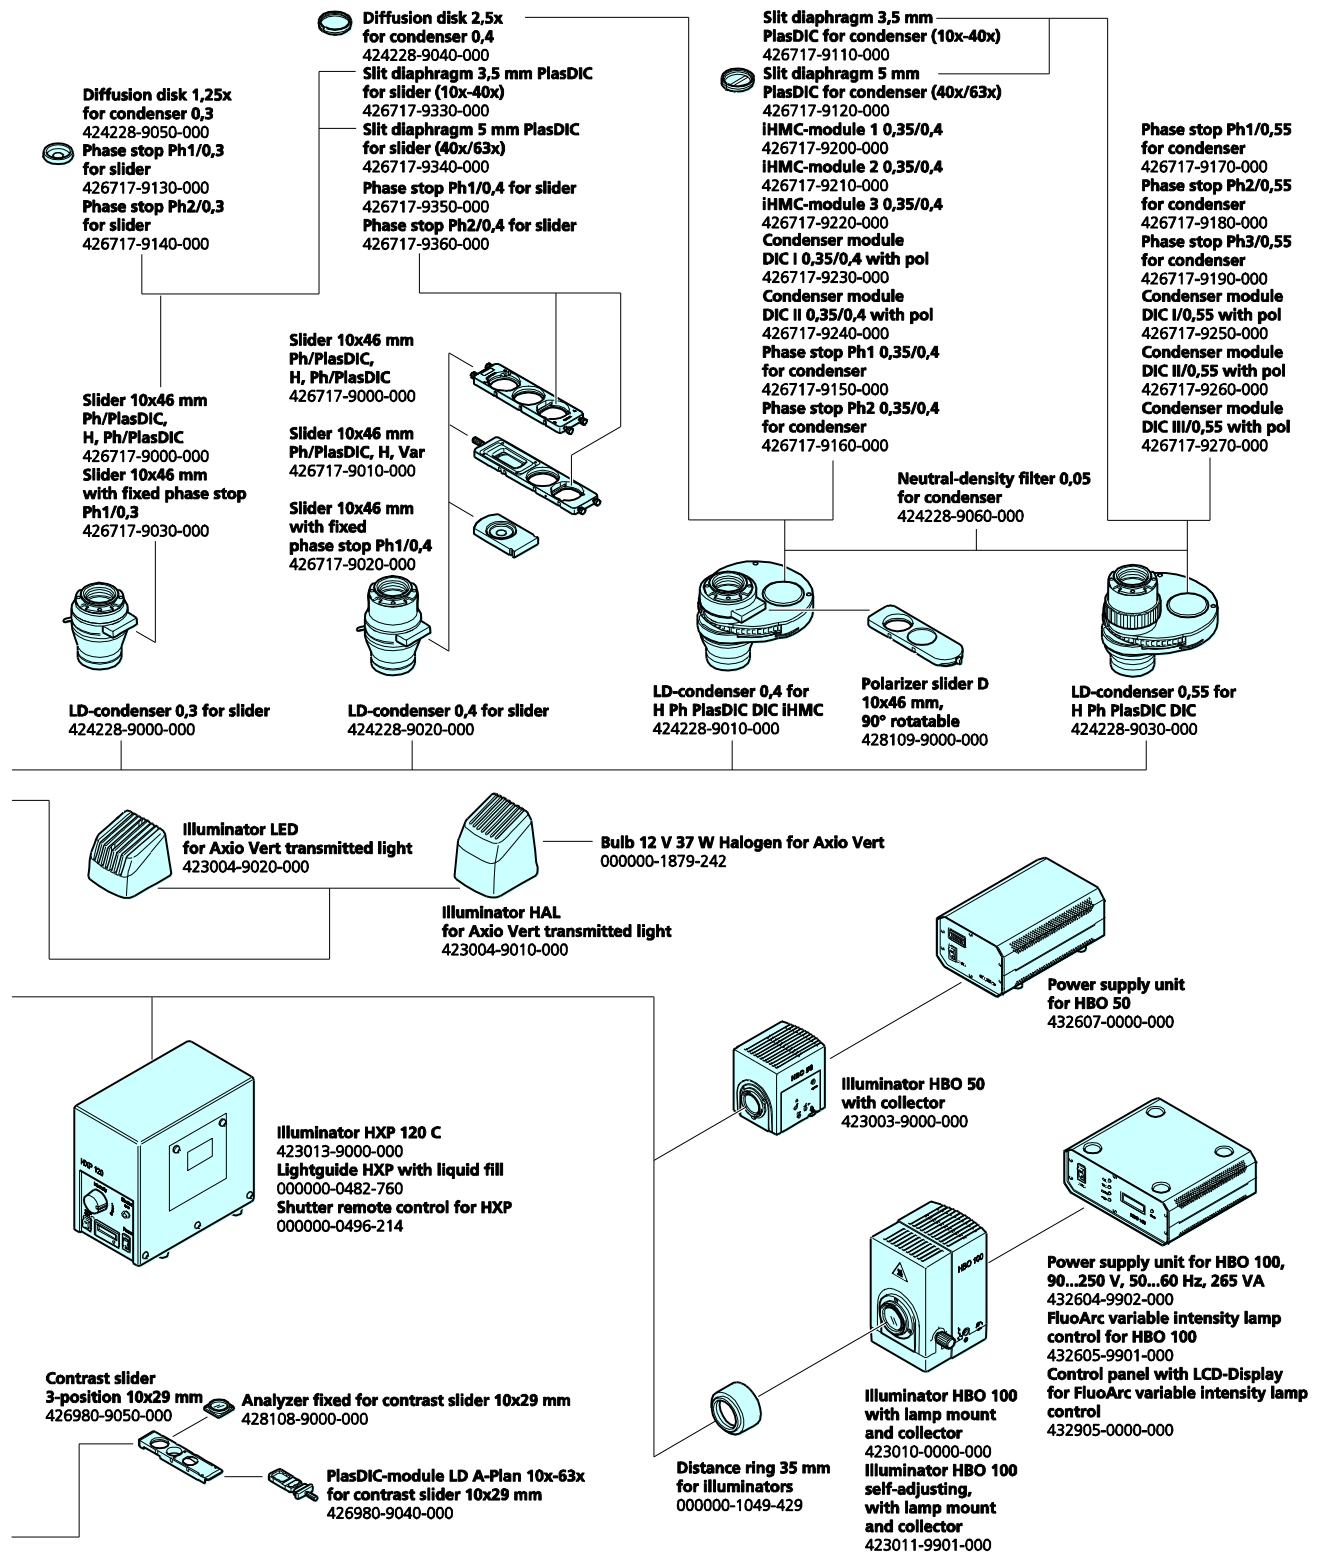 Diffusion disk 2,5x
for condenser 0,4
424228-9040-000
Slit diaphragm 3,5 mm PlasDIC
for slider (10x-40x)
426717-9330-000
Slit diaphragm 5 mm PlasDIC
for slider (40x/63x)
426717-9340-000
Phase stop Ph1/0,4 for slider
426717-9350-000
Phase stop Ph2/0,4 for slider
426717-9360-000
Slit diaphragm 3,5 mm
PlasDIC for condenser (10x-40x)
426717-9110-000
Slit diaphragm 5 mm
PlasDIC for condenser (40x/63x)
426717-9120-000
iHMC-module 1 0,35/0,4
426717-9200-000
iHMC-module 2 0,35/0,4
426717-9210-000
iHMC-module 3 0,35/0,4
426717-9220-000
Condenser module
DIC I 0,35/0,4 with pol
426717-9230-000
Condenser module
DIC II 0,35/0,4 with pol
426717-9240-000
Phase stop Ph1 0,35/0,4
for condenser
426717-9150-000
Phase stop Ph2 0,35/0,4
for condenser
426717-9160-000
Diffusion disk 1,25x
for condenser 0,3
424228-9050-000
Phase stop Ph1/0,3
for slider
426717-9130-000
Phase stop Ph2/0,3
for slider
426717-9140-000
Phase stop Ph1/0,55
for condenser
426717-9170-000
Phase stop Ph2/0,55
for condenser
426717-9180-000
Phase stop Ph3/0,55
for condenser
426717-9190-000
Condenser module
DIC I/0,55 with pol
426717-9250-000
Condenser module
DIC II/0,55 with pol
426717-9260-000
Condenser module
DIC III/0,55 with pol
426717-9270-000
Slider 10x46 mm
Ph/PlasDIC,
H, Ph/PlasDIC
426717-9000-000
Slider 10x46 mm
Ph/PlasDIC, H, Var
426717-9010-000
Slider 10x46 mm
with fixed
phase stop Ph1/0,4
426717-9020-000
Slider 10x46 mm
Ph/PlasDIC,
H, Ph/PlasDIC
426717-9000-000
Slider 10x46 mm
with fixed phase stop
Ph1/0,3
426717-9030-000
Neutral-density filter 0,05
for condenser
424228-9060-000
LD-condenser 0,3 for slider
424228-9000-000
LD-condenser 0,4 for slider
424228-9020-000
LD-condenser 0,4 for
H Ph PlasDIC DIC iHMC
424228-9010-000
Polarizer slider D
10x46 mm,
90° rotatable
428109-9000-000
LD-condenser 0,55 for
H Ph PlasDIC DIC
424228-9030-000
Illuminator LED
for Axio Vert transmitted light
423004-9020-000
Bulb 12 V 37 W Halogen for Axio Vert
000000-1879-242
Illuminator HAL
for Axio Vert transmitted light
423004-9010-000
Power supply unit
for HBO 50
432607-0000-000
HBO 50
Illuminator HBO 50
with collector
423003-9000-000
HXP 120
Illuminator HXP 120 C
423013-9000-000
Lightguide HXP with liquid fill
000000-0482-760
Shutter remote control for HXP
000000-0496-214
HBO 100
Power supply unit for HBO 100,
90...250 V, 50...60 Hz, 265 VA
432604-9902-000
FluoArc variable intensity lamp
control for HBO 100
432605-9901-000
Control panel with LCD-Display
for FluoArc variable intensity lamp
control
432905-0000-000
Contrast slider
3-position 10x29 mm
426980-9050-000
Analyzer fixed for contrast slider 10x29 mm
428108-9000-000
PlasDIC-module LD A-Plan 10x-63x
for contrast slider 10x29 mm
426980-9040-000
Distance ring 35 mm
for illuminators
000000-1049-429
Illuminator HBO 100
with lamp mount
and collector
423010-0000-000
Illuminator HBO 100
self-adjusting,
with lamp mount
and collector
423011-9901-000